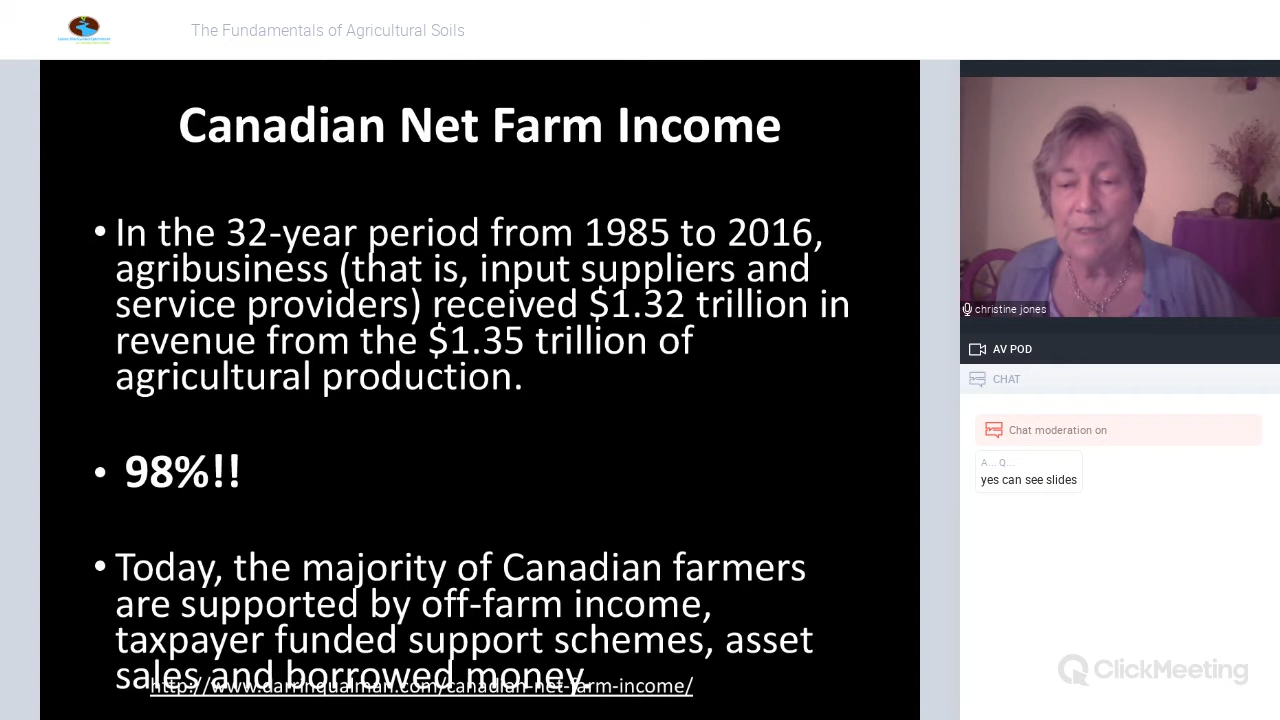 The Fundamentals of Agricultural Soils
Canadian Net Farm Income
• In the 32-year period from 1985 to 2016,
agribusiness (that is, input suppliers and
service providers) received $1.32 trillion in
revenue from the $1.35 trillion of
agricultural production.
• 98%!!
• Today, the majority of Canadian farmers
are supported by off-farm income,
taxpayer funded support schemes, asset
sales and borrowed money.
http://www.darrinqualman.com/canadian-net-farm-income/
christine jones
AV POD
CHAT
Chat moderation on
A... Q...
yes can see slides
ClickMeeting